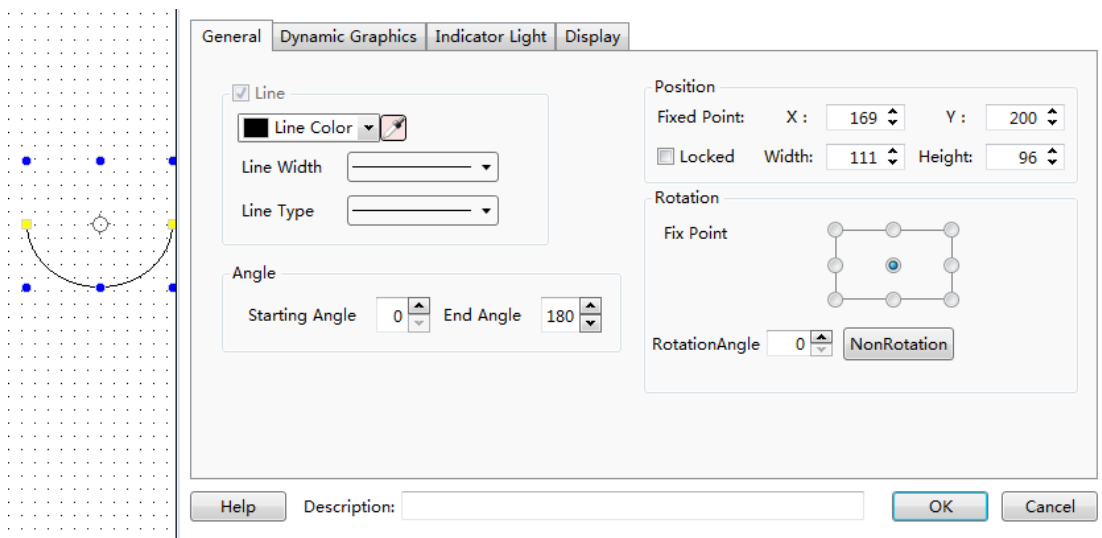 General Dynamic Graphics Indicator Light Display
Line
Line Color
Line Width
Line Type
Angle
Starting Angle 0 End Angle 180
Position
Fixed Point: X : 169 Y : 200
Locked Width: 111 Height: 96
Rotation
Fix Point
RotationAngle 0 NonRotation
Help Description: OK Cancel